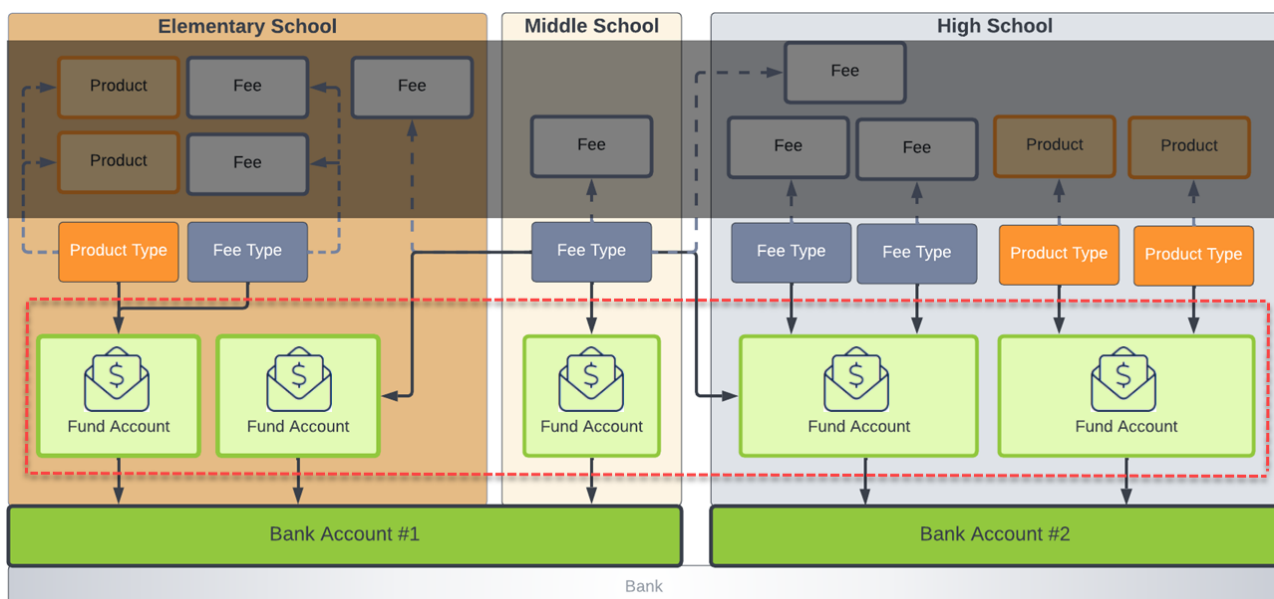 Elementary School
Middle School
High School
Product
Fee
Fee
Fee
Product
Fee
Fee
Fee
Fee
Product
Product
Product Type
Fee Type
Fee Type
Fee Type
Fee Type
Product Type
Product Type
$
$
$
$
$
Fund Account
Fund Account
Fund Account
Fund Account
Fund Account
Bank Account #1
Bank Account #2
Bank